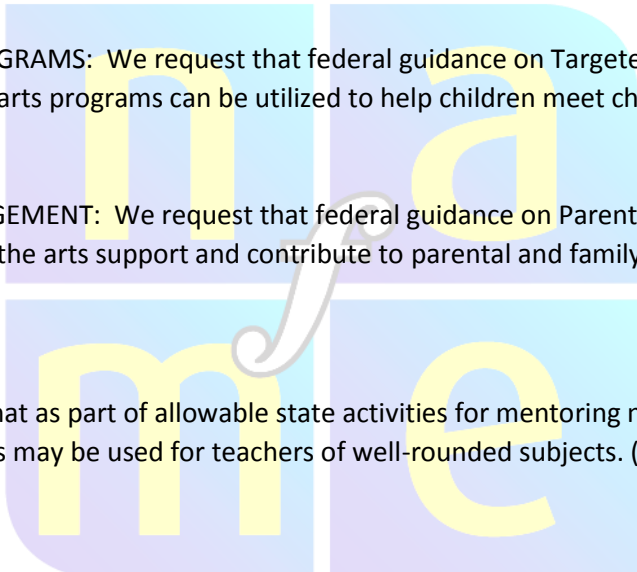 n a
GRAMS: We request that federal guidance on Targete
arts programs can be utilized to help children meet ch
GEMENT: We request that federal guidance on Parent
the arts support and contribute to parental and family
f
m e
hat as part of allowable state activities for mentoring n
s may be used for teachers of well-rounded subjects. (